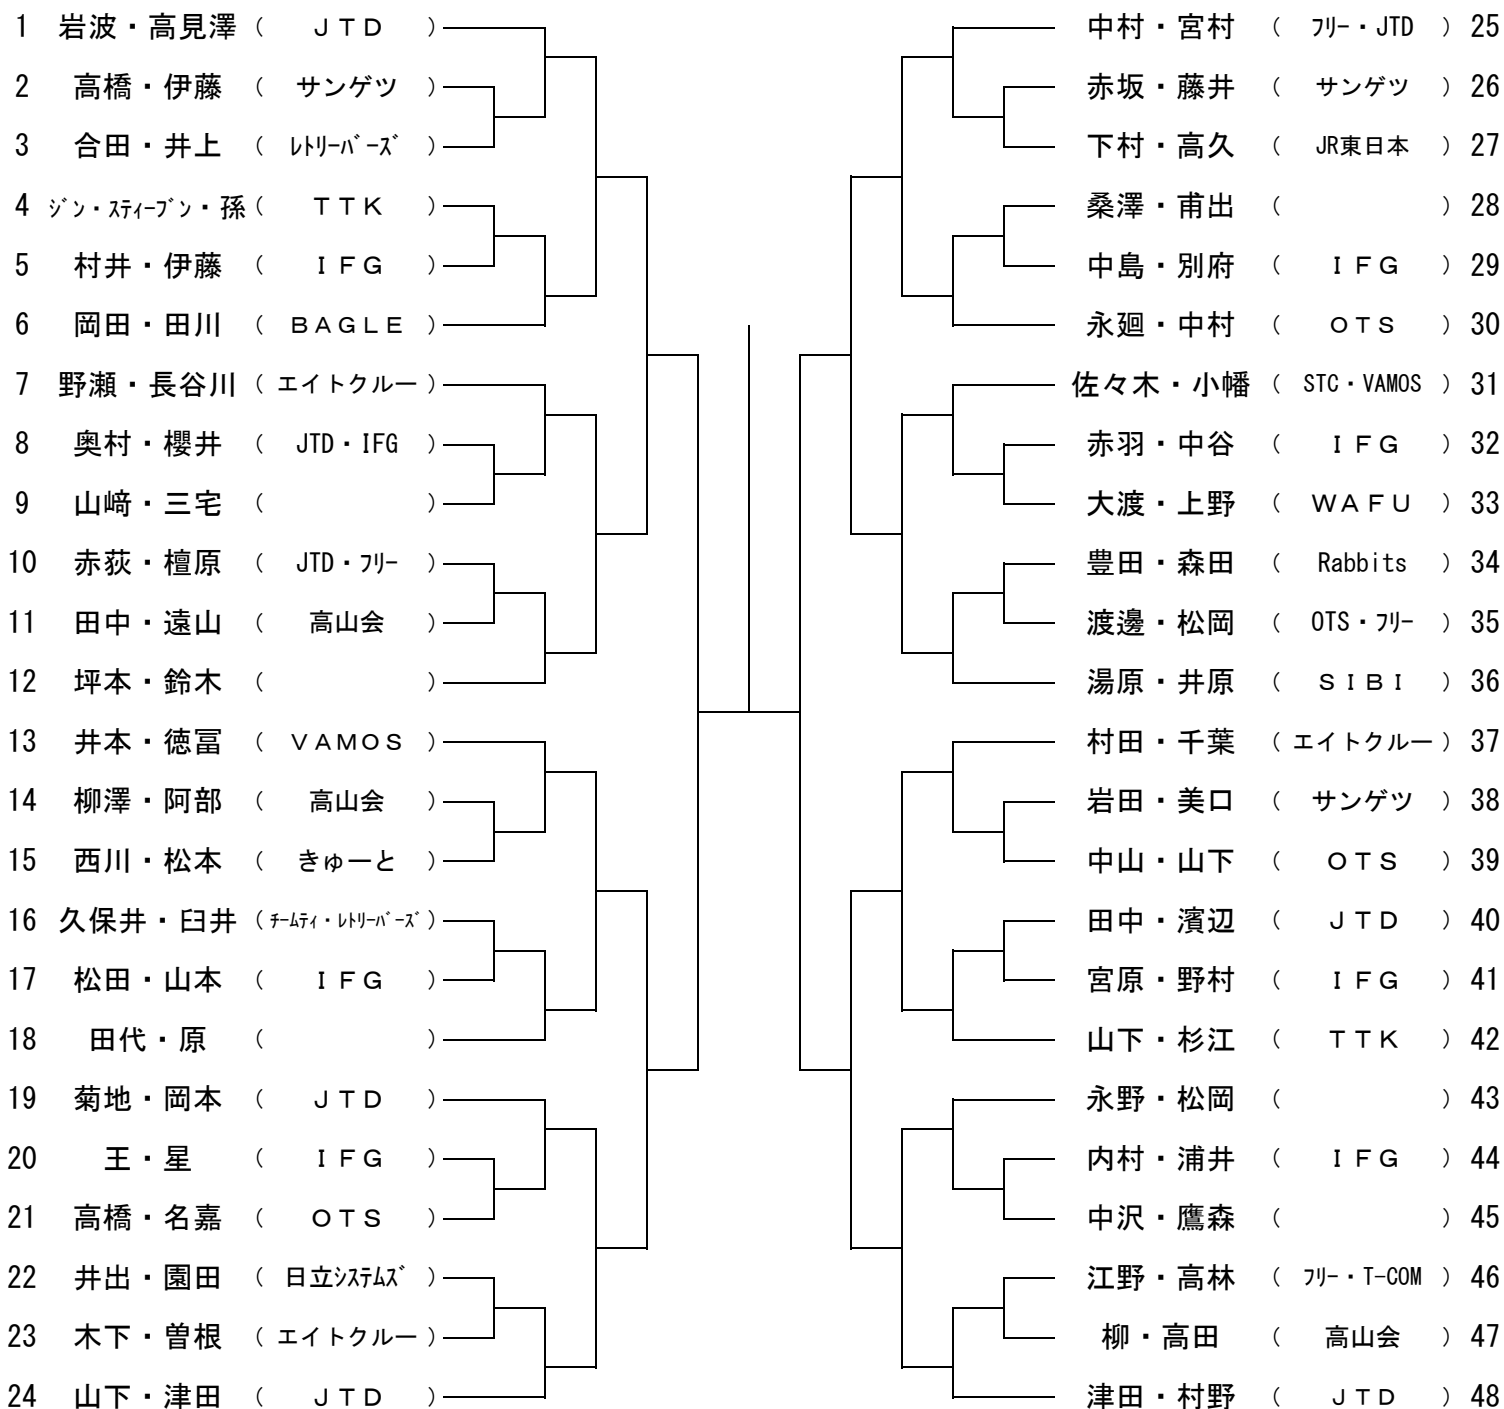 1 岩波・高見澤 ( ＪＴＤ )
2 高橋・伊藤 ( サンゲツ )
3 合田・井上 ( ﾚﾄﾘｰﾊﾞｰｽﾞ )
4 ｼﾞﾝ・ｽﾃｨｰﾌﾞﾝ・孫 ( ＴＴＫ )
5 村井・伊藤 ( ＩＦＧ )
6 岡田・田川 ( ＢＡＧＬＥ )
7 野瀬・長谷川 ( エイトクルー )
8 奥村・櫻井 ( JTD・IFG )
9 山﨑・三宅 ( )
10 赤荻・檀原 ( JTD・ﾌﾘｰ )
11 田中・遠山 ( 高山会 )
12 坪本・鈴木 ( )
13 井本・徳冨 ( ＶＡＭＯＳ )
14 柳澤・阿部 ( 高山会 )
15 西川・松本 ( きゅーと )
16 久保井・臼井 ( ﾁｰﾑﾃｨ・ﾚﾄﾘｰﾊﾞｰｽﾞ )
17 松田・山本 ( ＩＦＧ )
18 田代・原 ( )
19 菊地・岡本 ( ＪＴＤ )
20 王・星 ( ＩＦＧ )
21 高橋・名嘉 ( ＯＴＳ )
22 井出・園田 ( 日立ｼｽﾃﾑｽﾞ )
23 木下・曽根 ( エイトクルー )
24 山下・津田 ( ＪＴＤ )
中村・宮村 ( ﾌﾘｰ・JTD ) 25
赤坂・藤井 ( サンゲツ ) 26
下村・高久 ( JR東日本 ) 27
桑澤・甫出 ( ) 28
中島・別府 ( ＩＦＧ ) 29
永廻・中村 ( ＯＴＳ ) 30
佐々木・小幡 ( STC・VAMOS ) 31
赤羽・中谷 ( ＩＦＧ ) 32
大渡・上野 ( ＷＡＦＵ ) 33
豊田・森田 ( Rabbits ) 34
渡邊・松岡 ( OTS・ﾌﾘｰ ) 35
湯原・井原 ( ＳＩＢＩ ) 36
村田・千葉 ( エイトクルー ) 37
岩田・美口 ( サンゲツ ) 38
中山・山下 ( ＯＴＳ ) 39
田中・濱辺 ( ＪＴＤ ) 40
宮原・野村 ( ＩＦＧ ) 41
山下・杉江 ( ＴＴＫ ) 42
永野・松岡 ( ) 43
内村・浦井 ( ＩＦＧ ) 44
中沢・鷹森 ( ) 45
江野・高林 ( ﾌﾘｰ・T-COM ) 46
柳・高田 ( 高山会 ) 47
津田・村野 ( ＪＴＤ ) 48